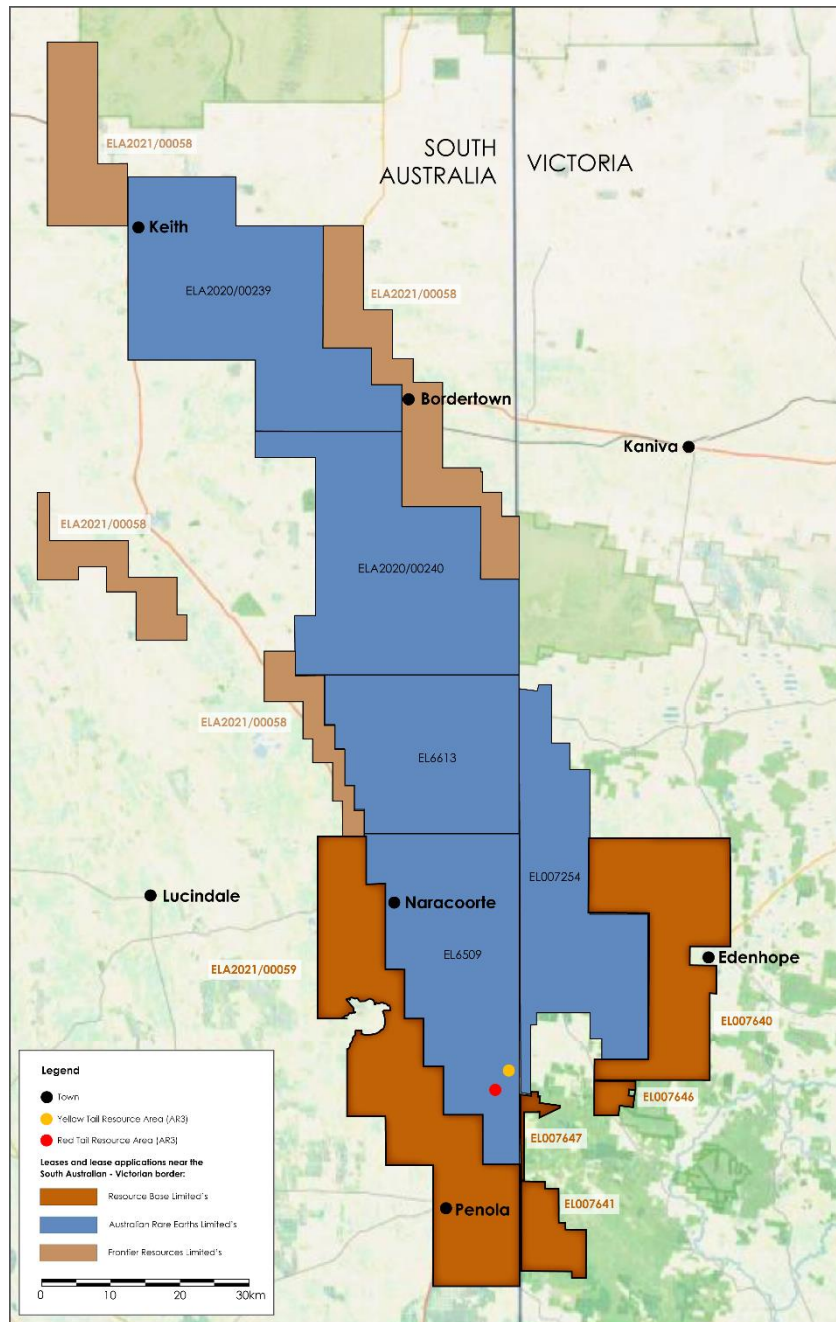 ELA2021/00058
SOUTH
AUSTRALIA
VICTORIA
Keith
ELA2020/00239
ELA2021/00058
Bordertown
Kaniva
ELA2021/00058
ELA2020/00240
ELA2021/00058
EL6613
EL007254
Lucindale
Naracoorte
EL6509
Edenhope
ELA2021/00059
EL007640
EL007646
EL007647
EL007641
Penola
Legend
Town
Yellow Tail Resource Area (AR3)
Red Tail Resource Area (AR3)
Leases and lease applications near the
South Australian - Victorian border:
Resource Base Limited's
Australian Rare Earths Limited's
Frontier Resources Limited's
0 10 20 30km